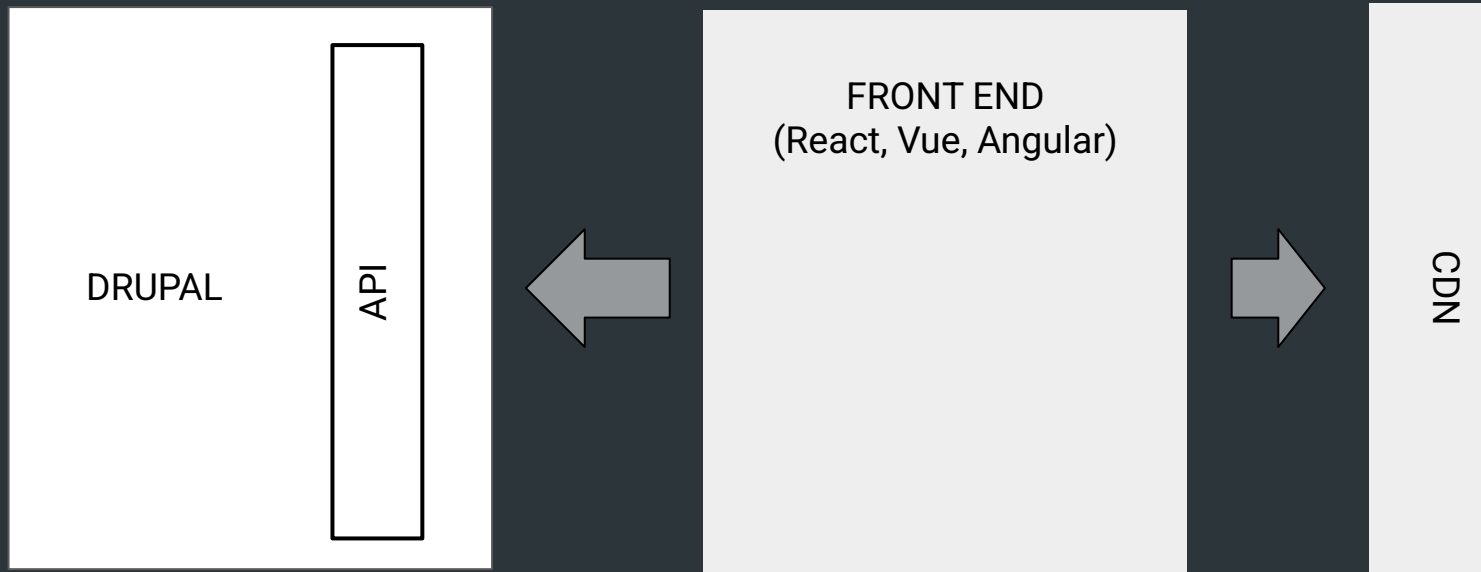 DRUPAL
API
FRONT END
(React, Vue, Angular)
CDN